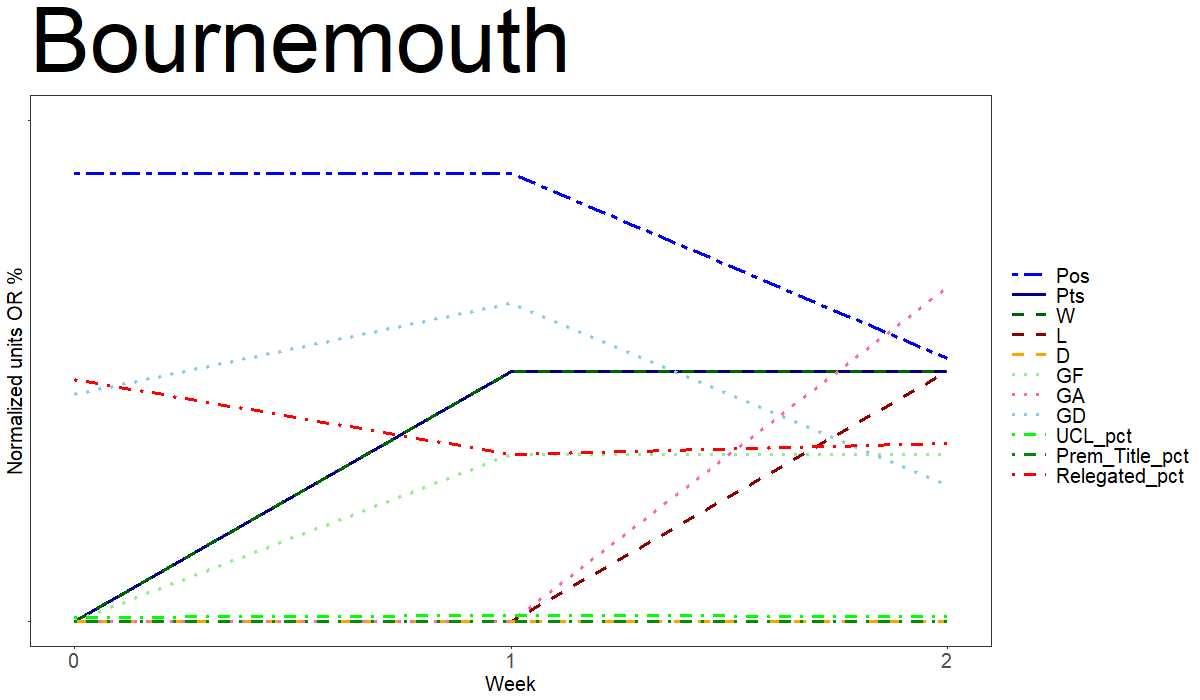 Bournemouth
Normalized units OR %
Pos
Pts
W
L
D
GF
GA
GD
UCL_pct
Prem_Title_pct
Relegated_pct
0
1
2
Week